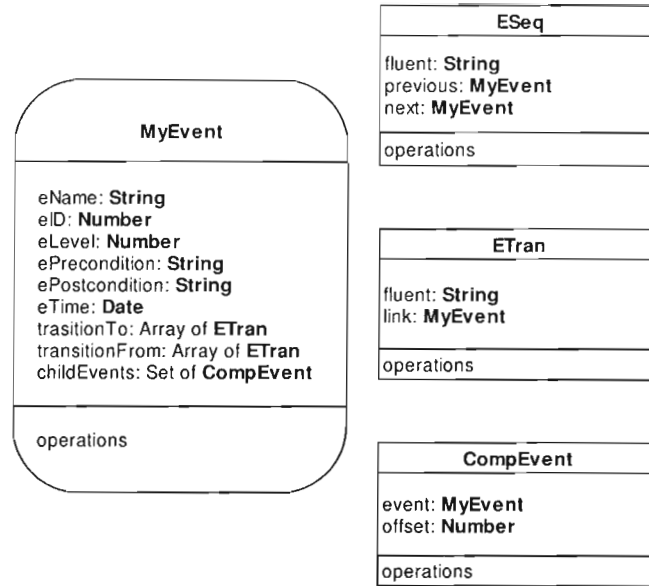 MyEvent
eName: String
eID: Number
eLevel: Number
ePrecondition: String
ePostcondition: String
eTime: Date
trasitionTo: Array of ETran
transitionFrom: Array of ETran
childEvents: Set of CompEvent
operations
ESeq
fluent: String
previous: MyEvent
next: MyEvent
operations
ETran
fluent: String
link: MyEvent
operations
CompEvent
event: MyEvent
offset: Number
operations